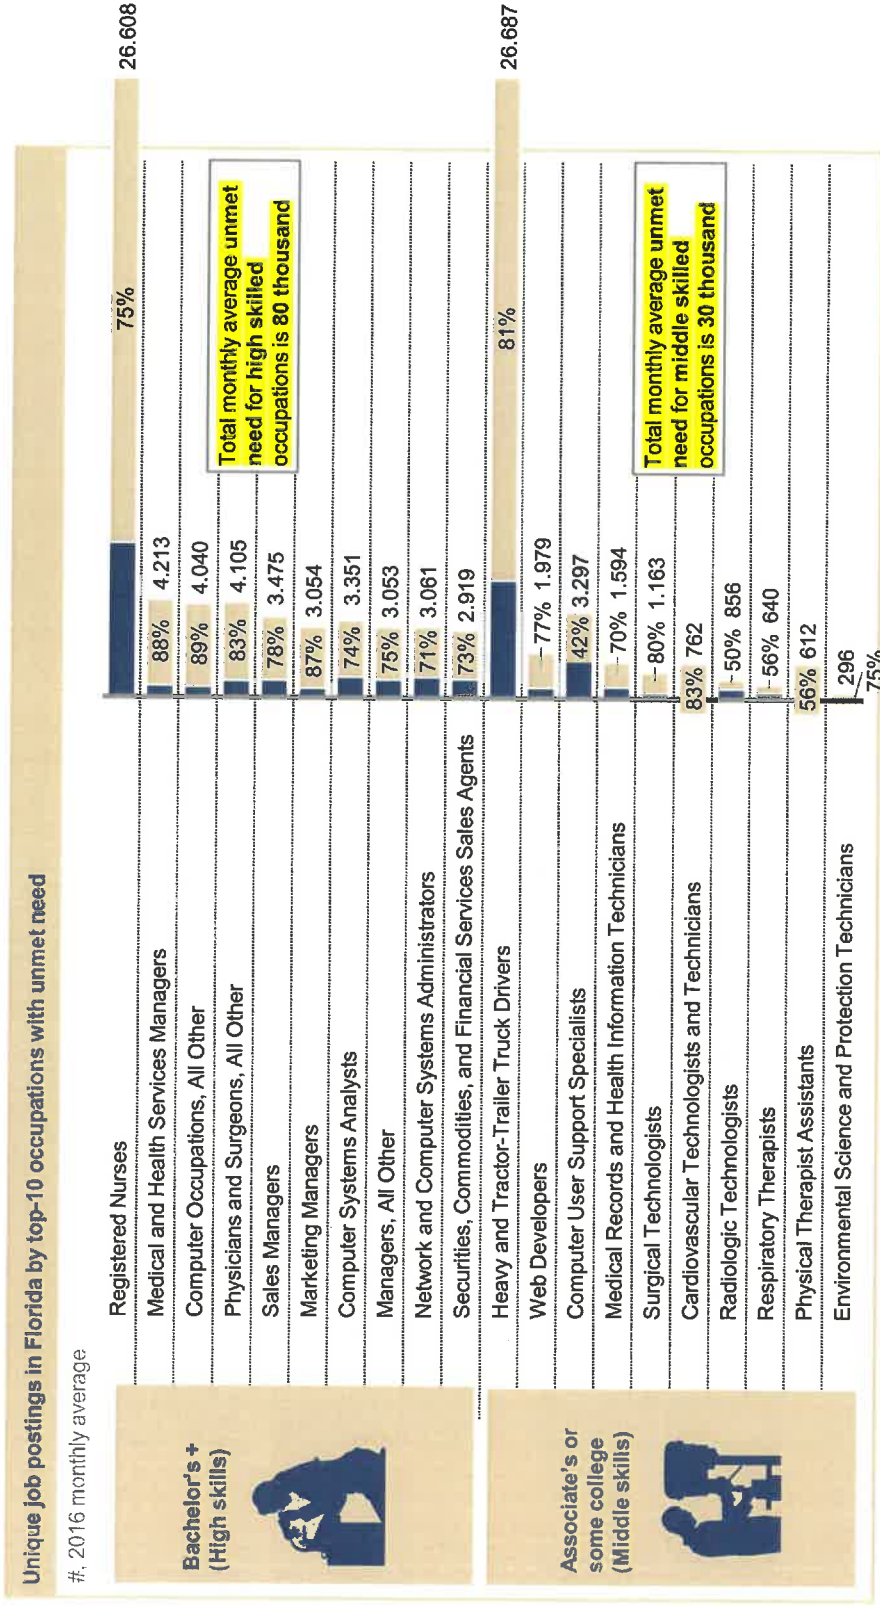 Unique job postings in Florida by top-10 occupations with unmet need
#, 2016 monthly average
Bachelor's +
(High skills)
Registered Nurses
75%
26.608
Medical and Health Services Managers
88%
4.213
Computer Occupations, All Other
89%
4.040
Physicians and Surgeons, All Other
83%
4.105
Sales Managers
78%
3.475
Marketing Managers
87%
3.054
Computer Systems Analysts
74%
3.351
Managers, All Other
75%
3.053
Network and Computer Systems Administrators
71%
3.061
Securities, Commodities, and Financial Services Sales Agents
73%
2.919
Total monthly average unmet
need for high skilled
occupations is 80 thousand
Associate's or
some college
(Middle skills)
Heavy and Tractor-Trailer Truck Drivers
81%
26.687
Web Developers
77%
1.979
Computer User Support Specialists
42%
3.297
Medical Records and Health Information Technicians
70%
1.594
Surgical Technologists
80%
1.163
Cardiovascular Technologists and Technicians
83%
762
Radiologic Technologists
50%
856
Respiratory Therapists
56%
640
Physical Therapist Assistants
56%
612
Environmental Science and Protection Technicians
296
75%
Total monthly average unmet
need for middle skilled
occupations is 30 thousand